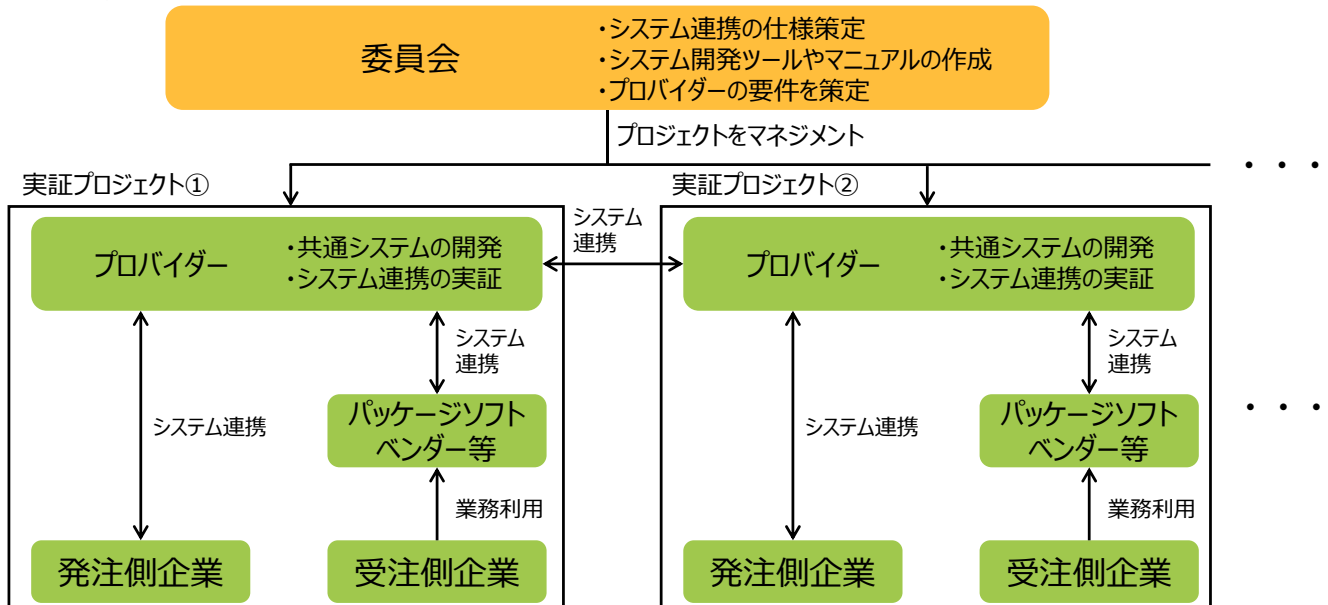 委員会
・システム連携の仕様策定
・システム開発ツールやマニュアルの作成
・プロバイダーの要件を策定
プロジェクトをマネジメント
・・・
実証プロジェクト①
プロバイダー
・共通システムの開発
・システム連携の実証
システム連携
システム
連携
パッケージソフト
ベンダー等
業務利用
発注側企業
受注側企業
システム
連携
実証プロジェクト②
プロバイダー
・共通システムの開発
・システム連携の実証
システム連携
システム
連携
パッケージソフト
ベンダー等
業務利用
発注側企業
受注側企業
・・・